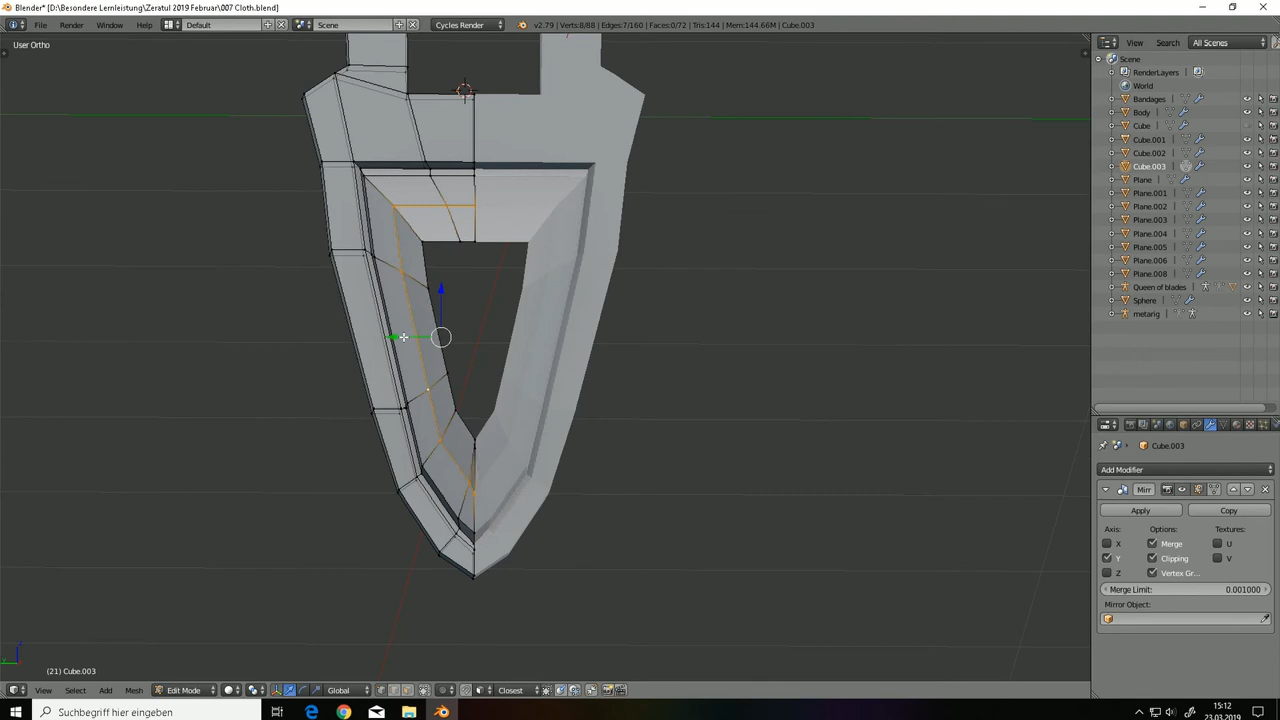 Blender* [D:\Besondere Lernleistung\Zeratul 2019 Februar\007 Cloth.blend]
File Render Window Help Default Scene Cycles Render v2.79 | Verts:8/88 | Edges:7/160 | Faces:0/72 | Tris:144 | Mem:144.66M | Cube.003
User Ortho
View Search All Scenes
Scene
RenderLayers
World
Bandages
Body
Cube
Cube.001
Cube.002
Cube.003
Plane
Plane.001
Plane.002
Plane.003
Plane.004
Plane.005
Plane.006
Plane.008
Queen of blades
Sphere
metarig
Cube.003
Add Modifier
Mirr
Apply Copy
Axis: Options: Textures:
X Merge U
Y Clipping V
Z Vertex Gr...
Merge Limit: 0.001000
Mirror Object:
(21) Cube.003
View Select Add Mesh Edit Mode Global Closest
Suchbegriff hier eingeben
15:12
23.03.2019